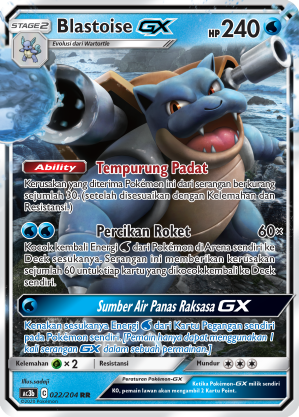 STAGE2 Blastoise GX HP 240
Evolusi dari Wartortle
Ability Tempurung Padat
Kerusakan yang diterima Pokémon ini dari serangan berkurang
sejumlah 30. (Setelah disesuaikan dengan Kelemahan dan
Resistansi.)
Percikan Roket 60×
Kocok kembali Energi dari Pokémon di Arena sendiri ke
Deck sesukanya. Serangan ini memberikan kerusakan
sejumlah 60 untuk tiap kartu yang dikocok kembali ke Deck
sendiri.
Sumber Air Panas Raksasa GX
Kenakan sesukanya Energi dari Kartu Pegangan sendiri
pada Pokémon sendiri. (Pemain hanya dapat menggunakan 1
kali serangan GX dalam sebuah permainan.)
Kelemahan × 2 Resistansi Mundur
Peraturan Pokémon-GX
Ketika Pokémon-GX milik sendiri
KO, pemain lawan akan mengambil 2 Kartu Point.
AC3b G 022/204 RR